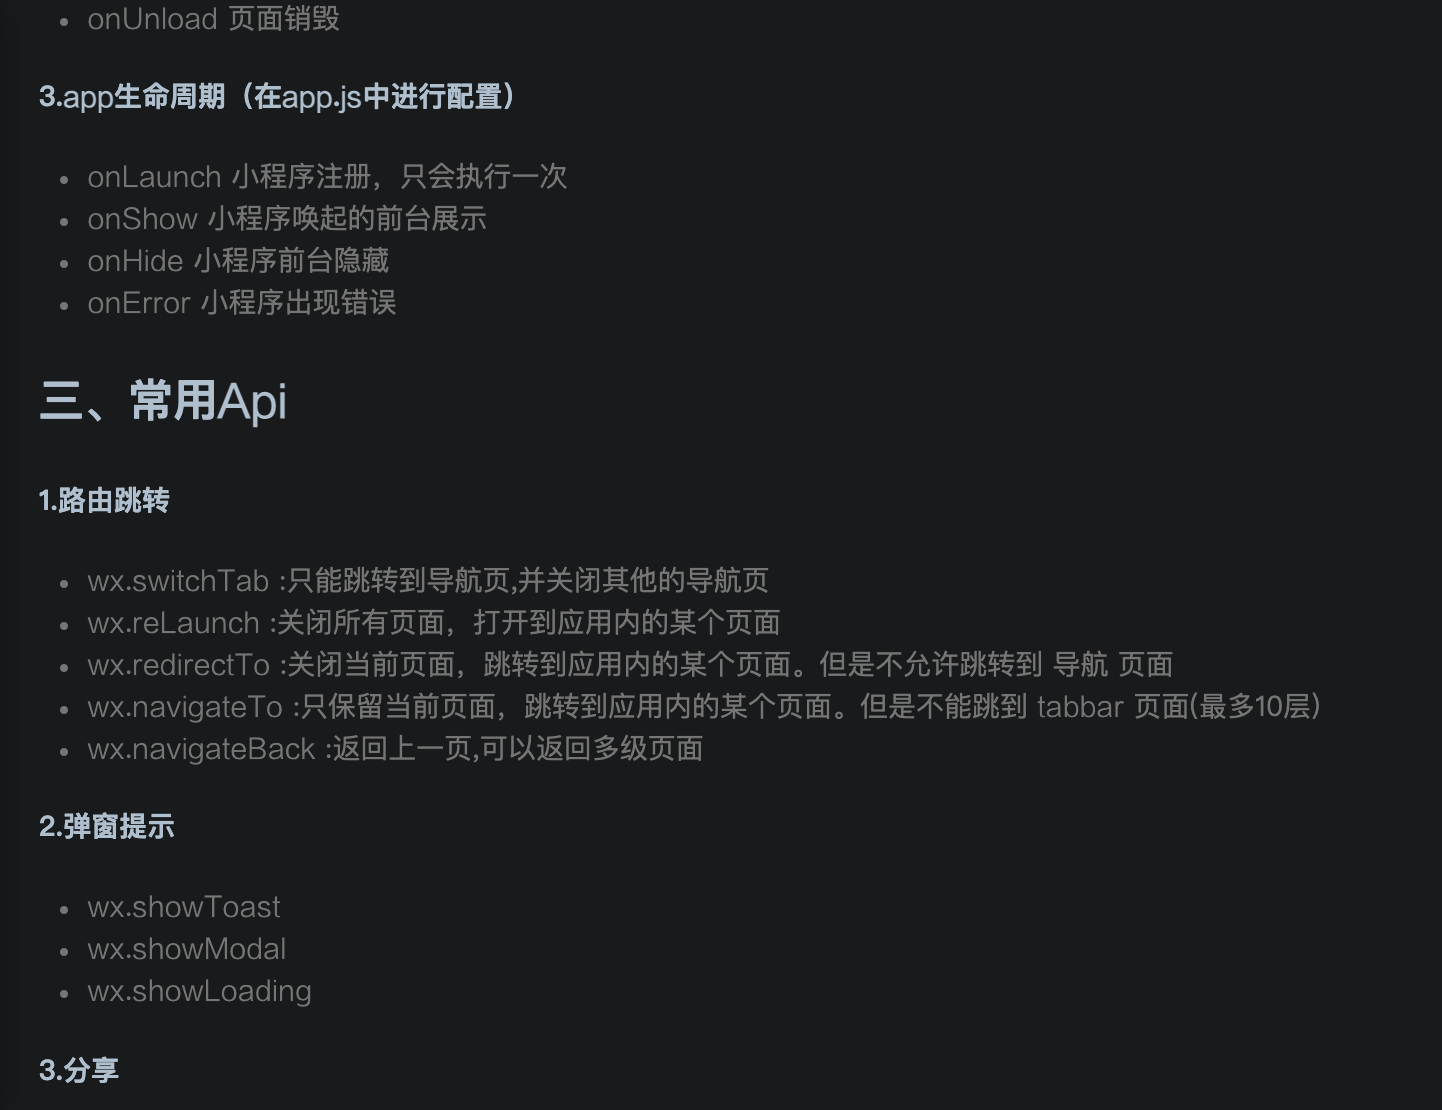 onUnload 页面销毁
3.app生命周期（在app.js中进行配置）
onLaunch 小程序注册，只会执行一次
onShow 小程序唤起的前台展示
onHide 小程序前台隐藏
onError 小程序出现错误
三、常用Api
1.路由跳转
wx.switchTab :只能跳转到导航页,并关闭其他的导航页
wx.reLaunch :关闭所有页面，打开到应用内的某个页面
wx.redirectTo :关闭当前页面，跳转到应用内的某个页面。但是不允许跳转到 导航 页面
wx.navigateTo :只保留当前页面，跳转到应用内的某个页面。但是不能跳到 tabbar 页面(最多10层)
wx.navigateBack :返回上一页,可以返回多级页面
2.弹窗提示
wx.showToast
wx.showModal
wx.showLoading
3.分享